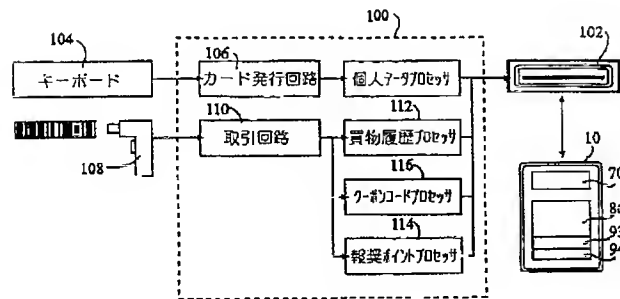 100
104
キーボード
106
カード発行回路
個人データプロセッサ
102
108
110
取引回路
112
買物履歴プロセッサ
116
クーポンコードプロセッサ
114
報奨ポイントプロセッサ
10
70
93
94